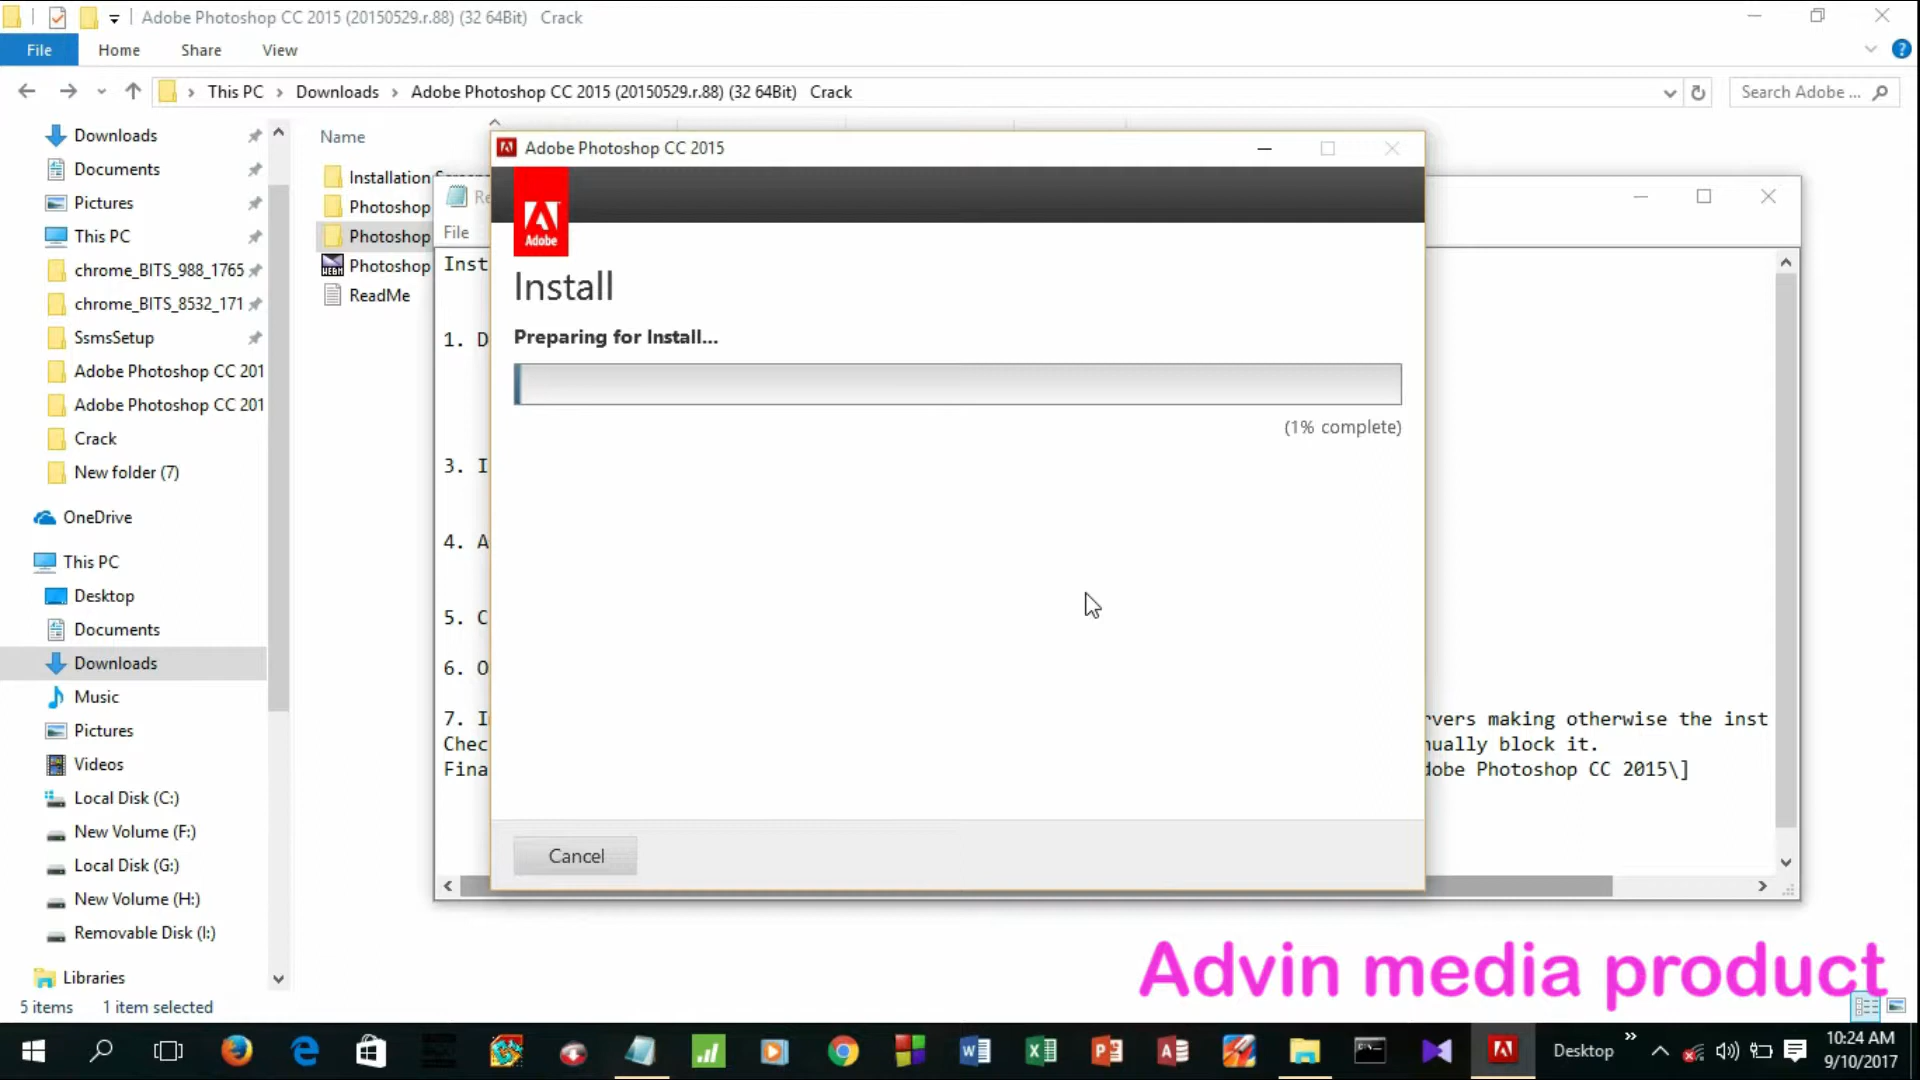 Adobe Photoshop CC 2015 (20150529.r.88) (32 64Bit) Crack
File Home Share View
This PC Downloads Adobe Photoshop CC 2015 (20150529.r.88) (32 64Bit) Crack
Search Adobe ...
Downloads
Documents
Pictures
This PC
chrome_BITS_988_1765
chrome_BITS_8532_171
SsmsSetup
Adobe Photoshop CC 201
Adobe Photoshop CC 201
Crack
New folder (7)
OneDrive
This PC
Desktop
Documents
Downloads
Music
Pictures
Videos
Local Disk (C:)
New Volume (F:)
Local Disk (G:)
New Volume (H:)
Removable Disk (I:)
Libraries
5 items 1 item selected
Name
Installation
Photoshop
Photoshop
Photoshop
ReadMe
File
Inst
1. D
3. I
4. A
5. C
6. O
7. I
Chec
Fina
rvers making otherwise the inst
nually block it.
dobe Photoshop CC 2015\]
Adobe Photoshop CC 2015
Adobe
Install
Preparing for Install...
(1% complete)
Cancel
Advin media product
Desktop
10:24 AM
9/10/2017